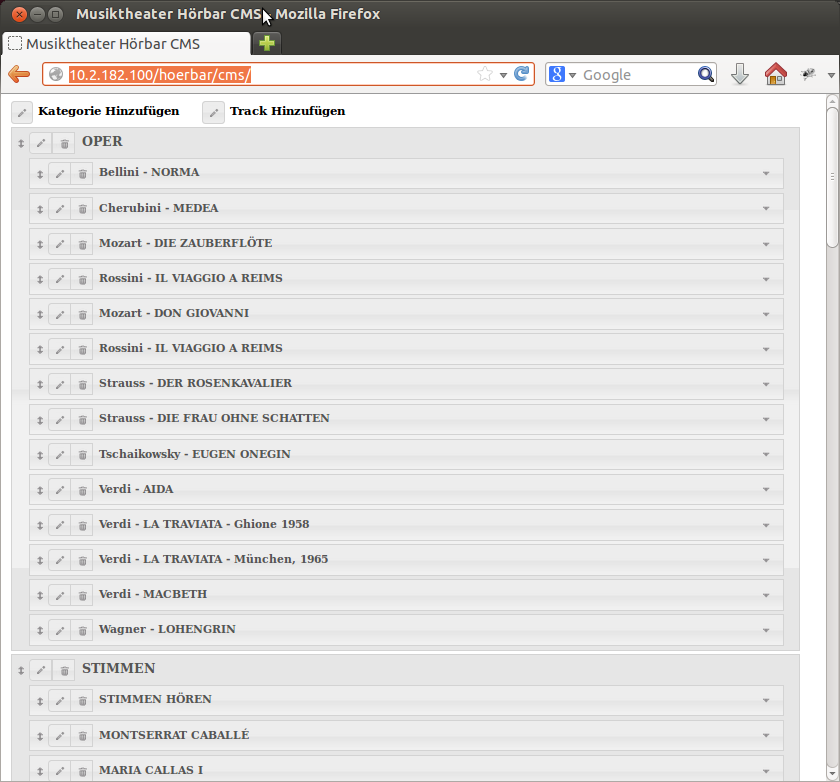 Musiktheater Hörbar CMS - Mozilla Firefox
Musiktheater Hörbar CMS
10.2.182.100/hoerbar/cms/
8 Google
Kategorie Hinzufügen Track Hinzufügen
OPER
Bellini - NORMA
Cherubini - MEDEA
Mozart - DIE ZAUBERFLÖTE
Rossini - IL VIAGGIO A REIMS
Mozart - DON GIOVANNI
Rossini - IL VIAGGIO A REIMS
Strauss - DER ROSENKAVALIER
Strauss - DIE FRAU OHNE SCHATTEN
Tschaikowsky - EUGEN ONEGIN
Verdi - AIDA
Verdi - LA TRAVIATA - Ghione 1958
Verdi - LA TRAVIATA - München, 1965
Verdi - MACBETH
Wagner - LOHENGRIN
STIMMEN
STIMMEN HÖREN
MONTSERRAT CABALLÉ
MARIA CALLAS I